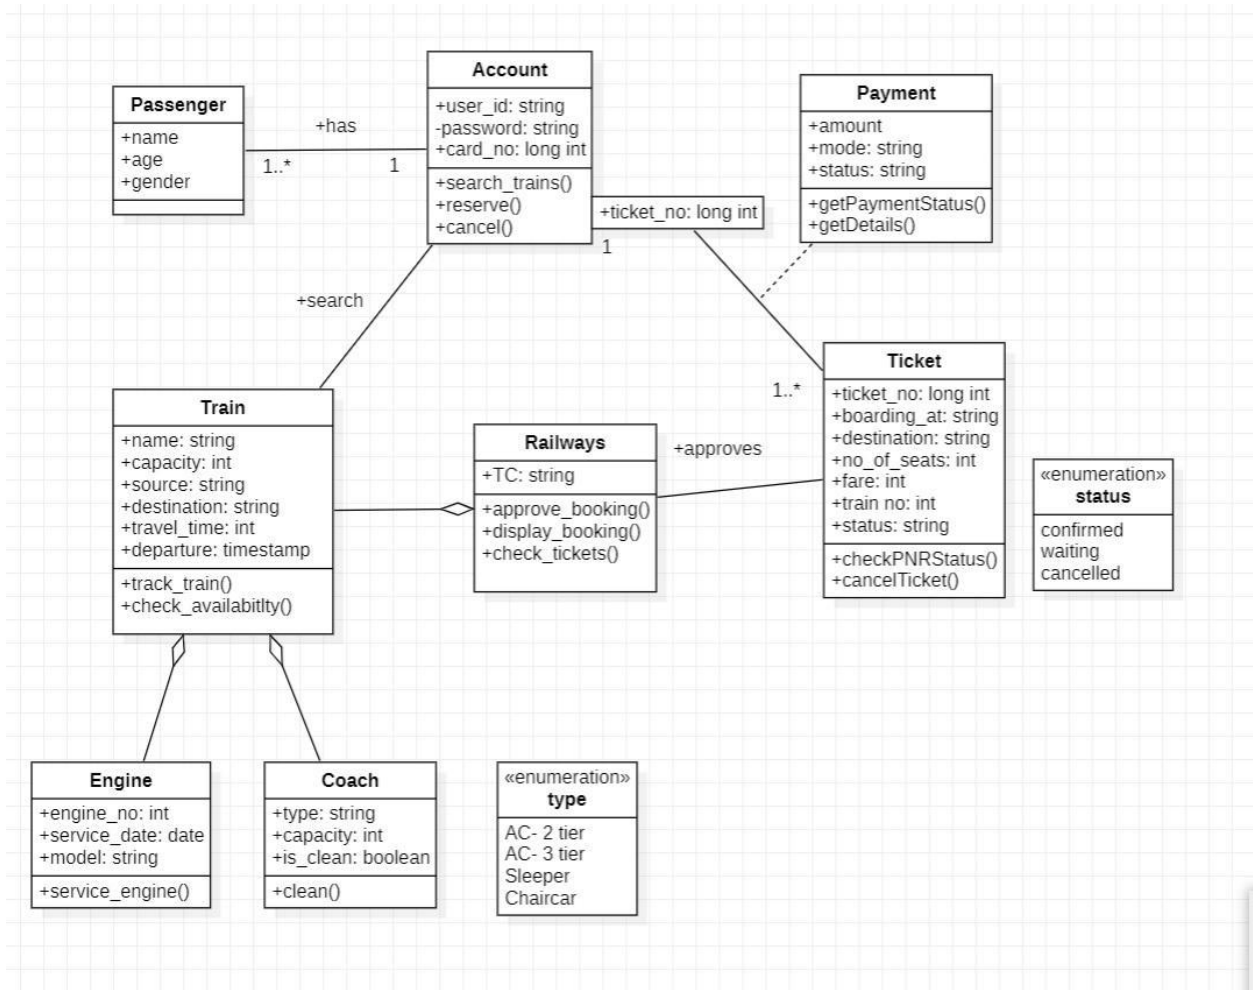 Passenger
+name
+age
+gender
+has
1..*
1
Account
+user_id: string
-password: string
+card_no: long int
+search_trains()
+reserve()
+cancel()
+ticket_no: long int
1
Payment
+amount
+mode: string
+status: string
+getPaymentStatus()
+getDetails()
+search
1..*
Ticket
+ticket_no: long int
+boarding_at: string
+destination: string
+no_of_seats: int
+fare: int
+train no: int
+status: string
+checkPNRStatus()
+cancelTicket()
Train
+name: string
+capacity: int
+source: string
+destination: string
+travel_time: int
+departure: timestamp
+track_train()
+check_availabitlty()
Railways
+TC: string
+approve_booking()
+display_booking()
+check_tickets()
+approves
«enumeration»
status
confirmed
waiting
cancelled
Engine
+engine_no: int
+service_date: date
+model: string
+service_engine()
Coach
+type: string
+capacity: int
+is_clean: boolean
+clean()
«enumeration»
type
AC- 2 tier
AC- 3 tier
Sleeper
Chaircar